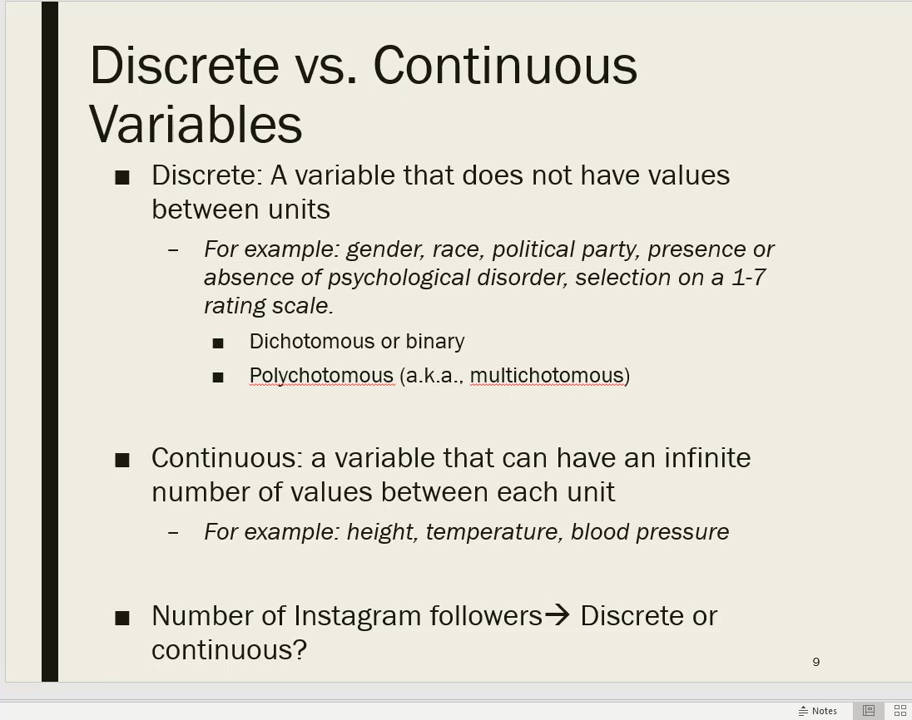 Discrete vs. Continuous
Variables
■ Discrete: A variable that does not have values
between units
– For example: gender, race, political party, presence or
absence of psychological disorder, selection on a 1-7
rating scale.
■ Dichotomous or binary
■ Polychotomous (a.k.a., multichotomous)
■ Continuous: a variable that can have an infinite
number of values between each unit
– For example: height, temperature, blood pressure
■ Number of Instagram followers→ Discrete or
continuous?
9
Notes